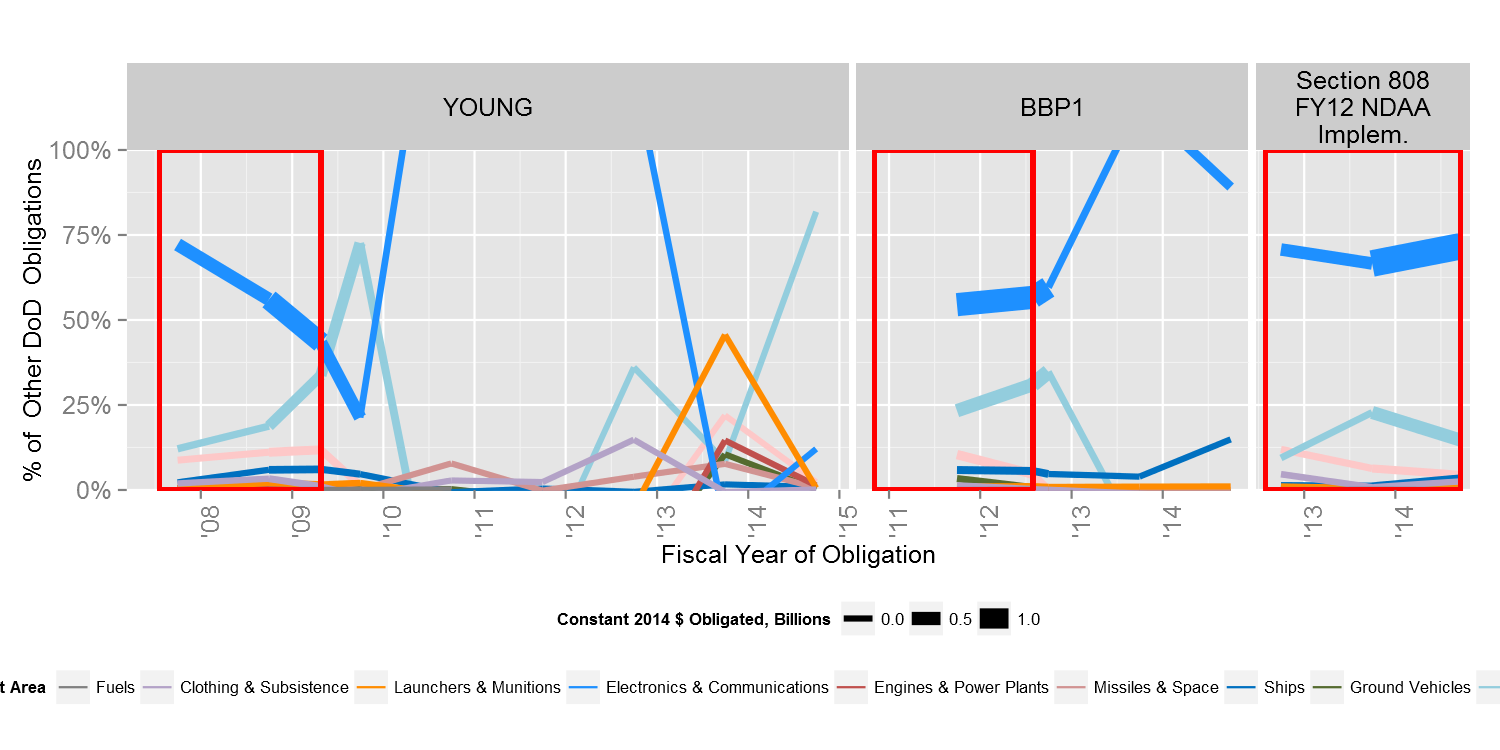 YOUNG
BBP1
Section 808
FY12 NDAA
Implem.
% of  Other DoD  Obligations
100%
75%
50%
25%
0%
'08
'09
'10
'11
'12
'13
'14
'15
'11
'12
'13
'14
'13
'14
Fiscal Year of Obligation
Constant 2014 $ Obligated, Billions 0.0 0.5 1.0
t Area Fuels Clothing & Subsistence Launchers & Munitions Electronics & Communications Engines & Power Plants Missiles & Space Ships Ground Vehicles